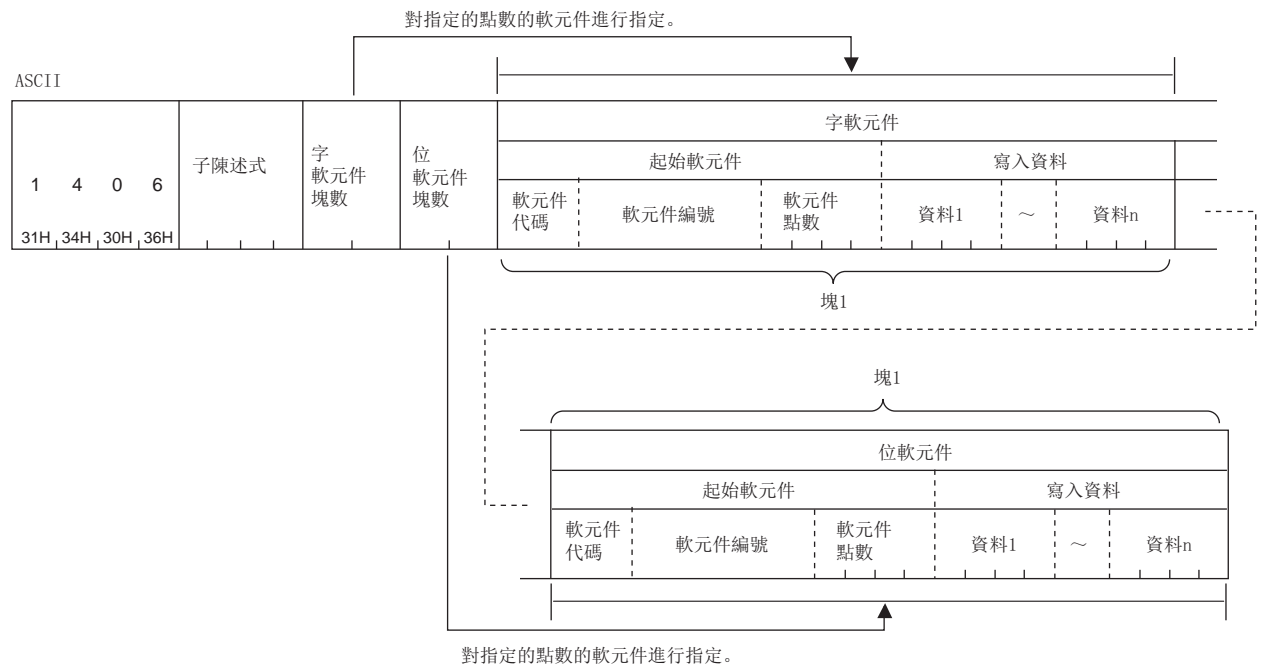 對指定的點數的軟元件進行指定。
ASCII
字軟元件
起始軟元件
寫入資料
1 4 0 6
子陳述式
字
軟元件
塊數
位
軟元件
塊數
軟元件
代碼
軟元件編號
軟元件
點數
資料1
～
資料n
31H 34H 30H 36H
塊1
塊1
位軟元件
起始軟元件
寫入資料
軟元件
代碼
軟元件編號
軟元件
點數
資料1
～
資料n
對指定的點數的軟元件進行指定。